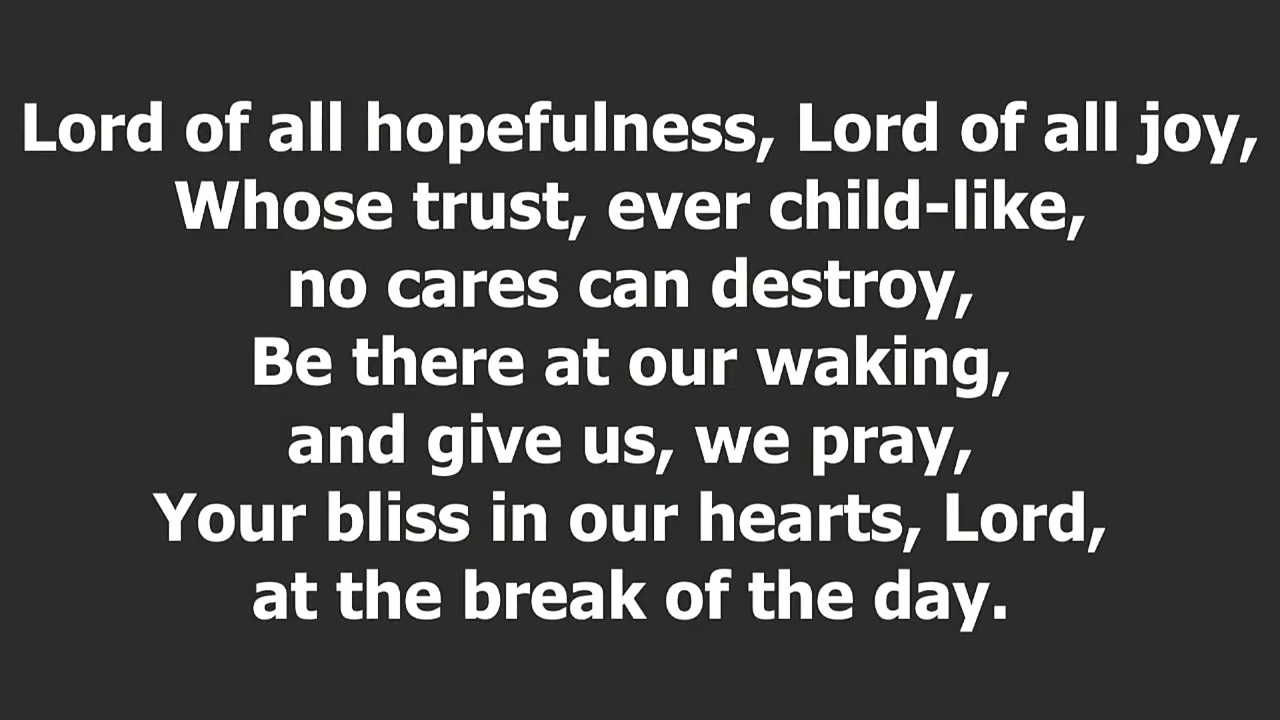 Lord of all hopefulness, Lord of all joy,
Whose trust, ever child-like,
no cares can destroy,
Be there at our waking,
and give us, we pray,
Your bliss in our hearts, Lord,
at the break of the day.